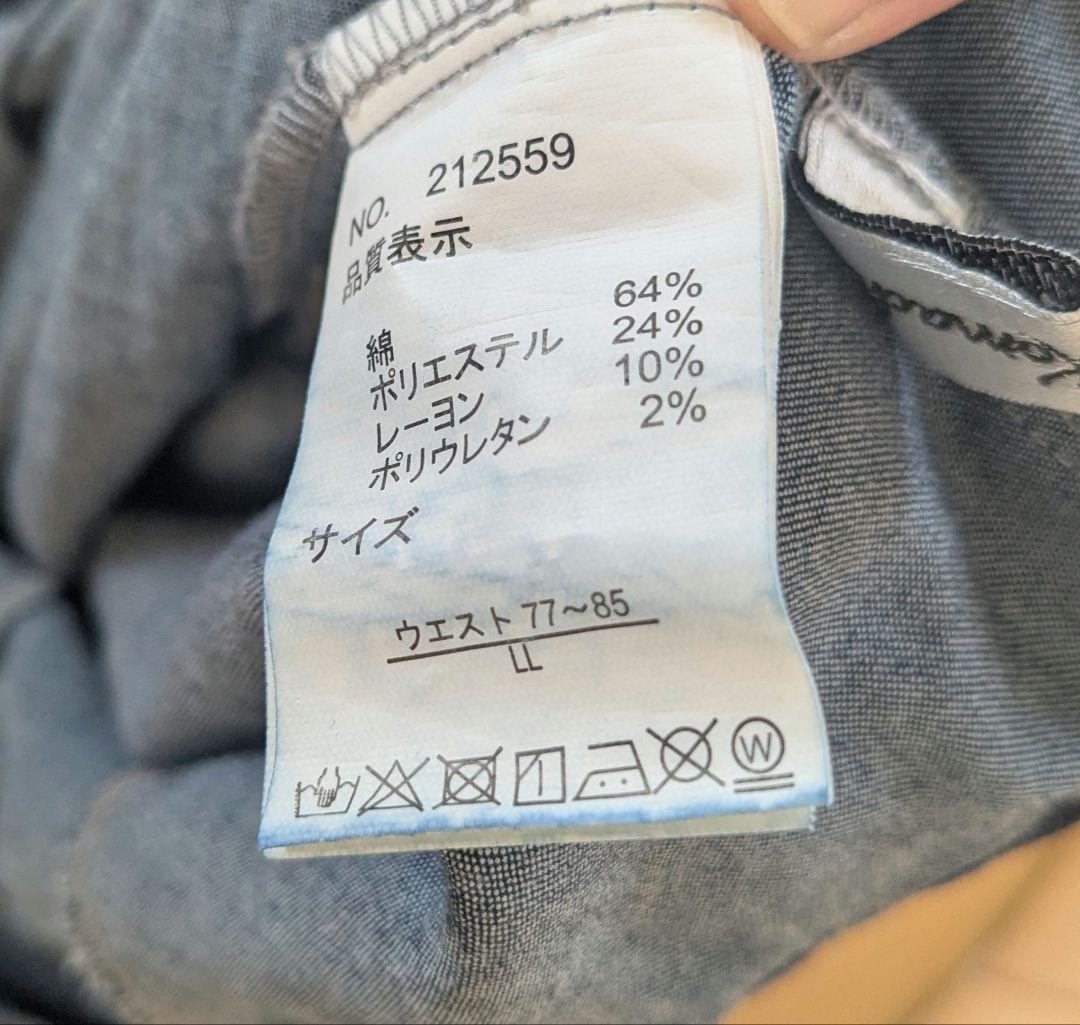 NO. 212559
品質表示
綿 64%
ポリエステル 24%
レーヨン 10%
ポリウレタン 2%
サイズ
ウエスト 77～85
LL
W